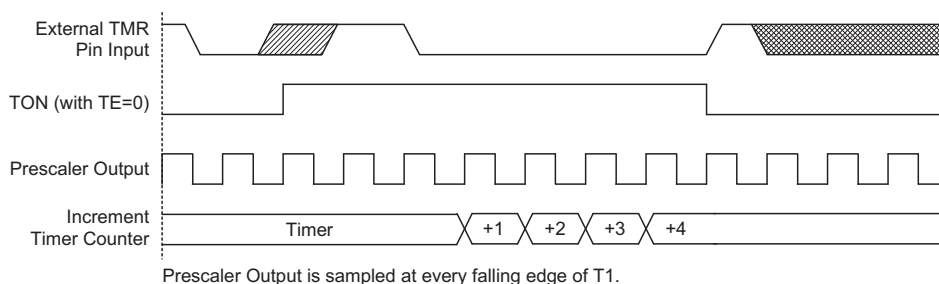 External TMR
Pin Input
TON (with TE=0)
Prescaler Output
Increment
Timer Counter
Timer +1 +2 +3 +4
Prescaler Output is sampled at every falling edge of T1.